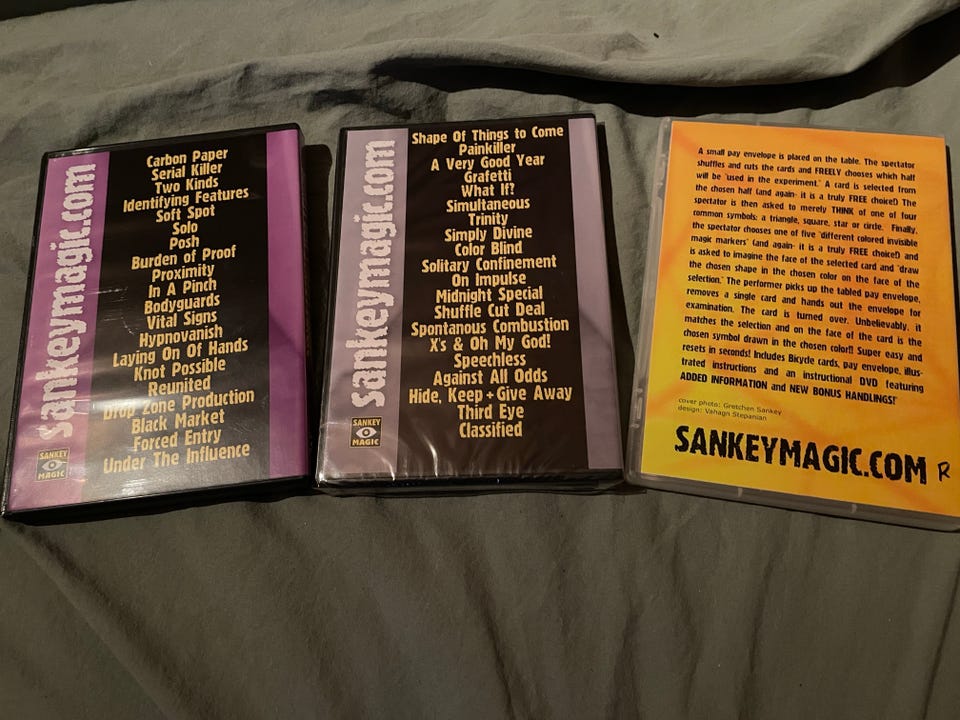 sankeymagic.com
Carbon Paper
Serial Killer
Two Kinds
Identifying Features
Soft Spot
Solo
Posh
Burden of Proof
Proximity
In A Pinch
Bodyguards
Vital Signs
Hypnovanish
Laying On Of Hands
Knot Possible
Reunited
Drop Zone Production
Black Market
Forced Entry
Under The Influence
SANKEY
MAGIC
sankeymagic.com
Shape Of Things to Come
Painkiller
A Very Good Year
Grafetti
What If?
Simultaneous
Trinity
Simply Divine
Color Blind
Solitary Confinement
On Impulse
Midnight Special
Shuffle Cut Deal
Spontanous Combustion
X's & Oh My God!
Speechless
Against All Odds
Hide, Keep + Give Away
Third Eye
Classified
SANKEY
MAGIC
A small pay envelope is placed on the table. The spectator
shuffles and cuts the cards and FREELY chooses which half
will be "used in the experiment." A card is selected from
the chosen half (and again- it is a truly FREE choice!) The
spectator is then asked to merely THINK of one of four
common symbols: a triangle, square, star or circle. Finally,
the spectator chooses one of five "different colored invisible
magic markers" (and again- it is a truly FREE choice!) and
is asked to imagine the face of the selected card and "draw
the chosen shape in the chosen color on the face of the
selection." The performer picks up the tabled pay envelope,
removes a single card and hands out the envelope for
examination. The card is turned over. Unbelievably, it
matches the selection and on the face of the card is the
chosen symbol drawn in the chosen color!! Super easy and
resets in seconds! Includes Bicycle cards, pay envelope, illus-
trated instructions and an instructional DVD featuring
ADDED INFORMATION and NEW BONUS HANDLINGS!
cover photo: Gretchen Sankey
design: Vahagn Stepanian
SANKEYMAGIC.COM R